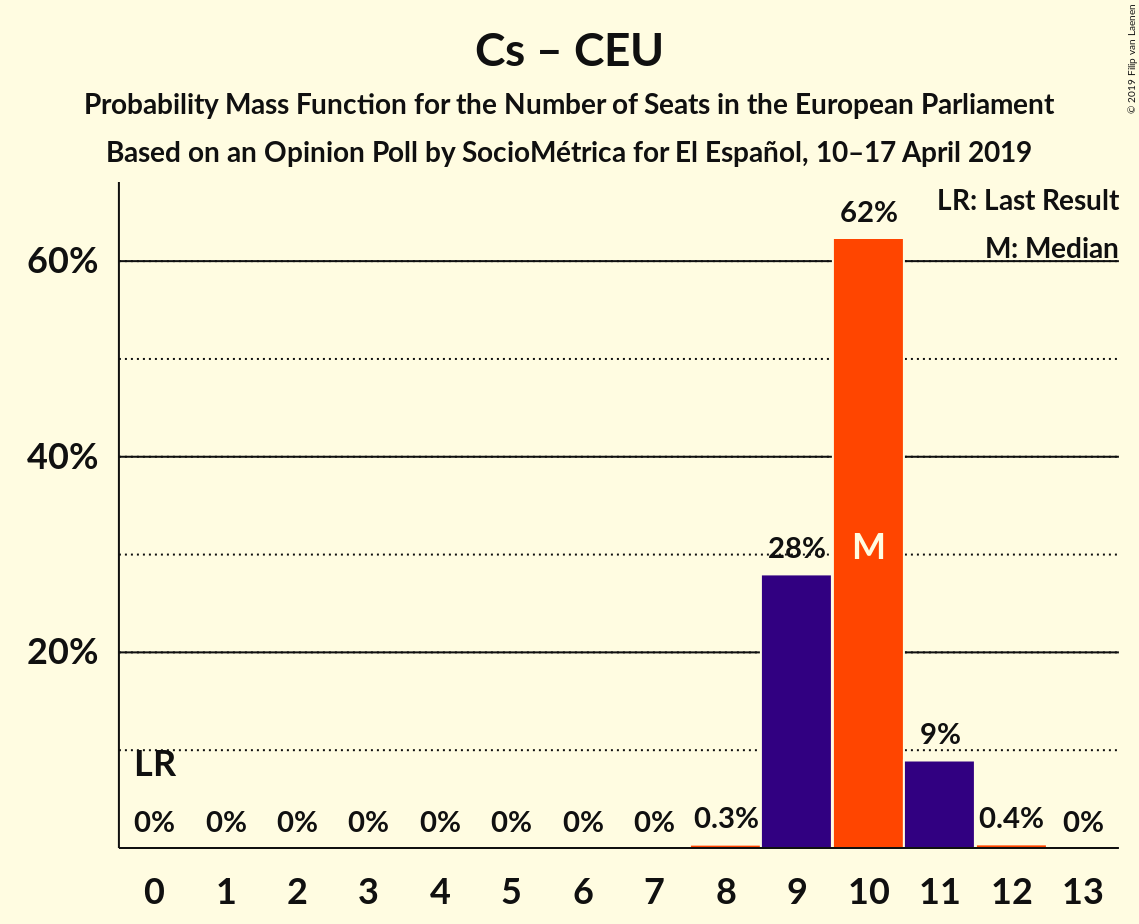 Cs – CEU
Probability Mass Function for the Number of Seats in the European Parliament
Based on an Opinion Poll by SocioMétrica for El Español, 10–17 April 2019
© 2019 Filip van Laenen
LR: Last Result
M: Median
60%
40%
20%
62%
28%
M
9%
LR
0% 0% 0% 0% 0% 0% 0% 0% 0.3% 0.4% 0%
0 1 2 3 4 5 6 7 8 9 10 11 12 13